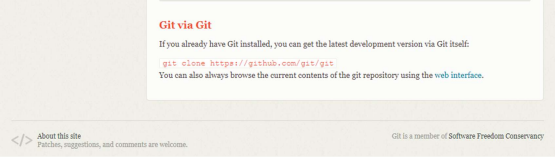 Git via Git
If you already have Git installed, you can get the latest development version via Git itself:
git clone https://github.com/git/git
You can also always browse the current contents of the git repository using the web interface.
</> About this site
Patches, suggestions, and comments are welcome.
Git is a member of Software Freedom Conservancy